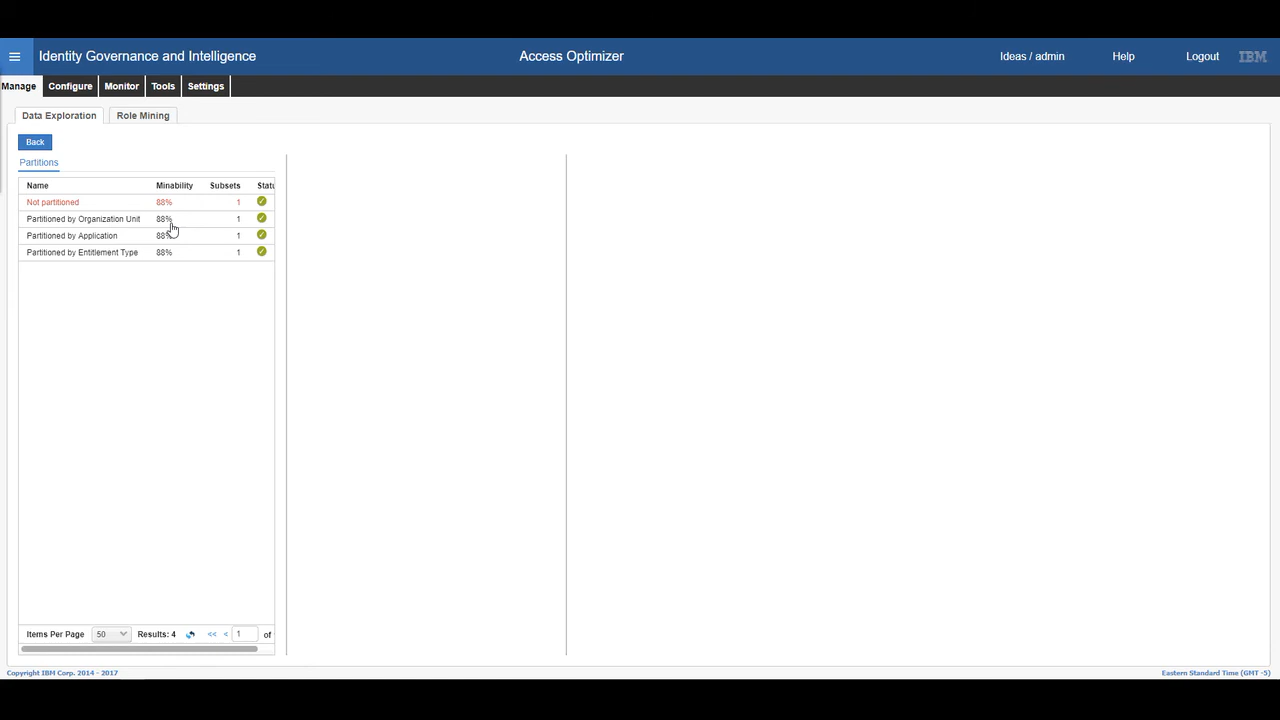 Identity Governance and Intelligence Access Optimizer Ideas / admin Help Logout IBM
Manage Configure Monitor Tools Settings
Data Exploration Role Mining
Back
Partitions
Name Minability Subsets Statu
Not partitioned 88% 1
Partitioned by Organization Unit 88% 1
Partitioned by Application 88% 1
Partitioned by Entitlement Type 88% 1
Items Per Page 50 Results: 4 << < 1 of
Copyright IBM Corp. 2014 - 2017 Eastern Standard Time (GMT -5)